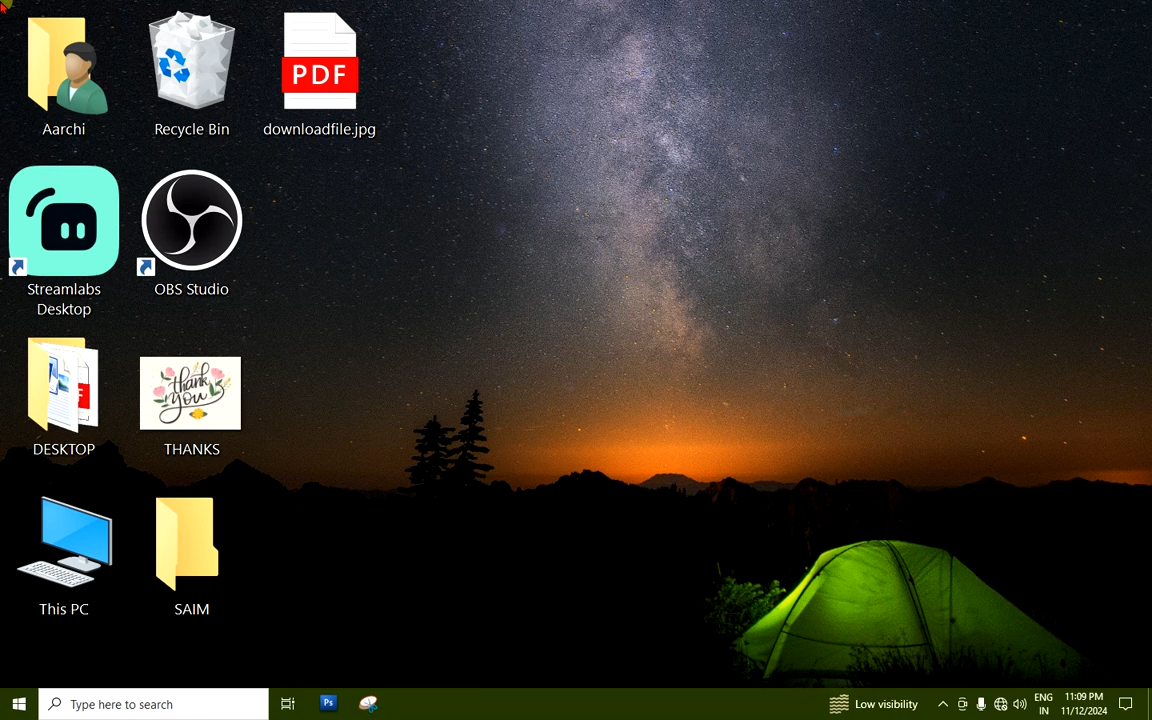 PDF
Aarchi
Recycle Bin
downloadfile.jpg
Streamlabs
Desktop
OBS Studio
thank
you
DESKTOP
THANKS
This PC
SAIM
Type here to search
Ps
Low visibility
ENG
IN
11:09 PM
11/12/2024